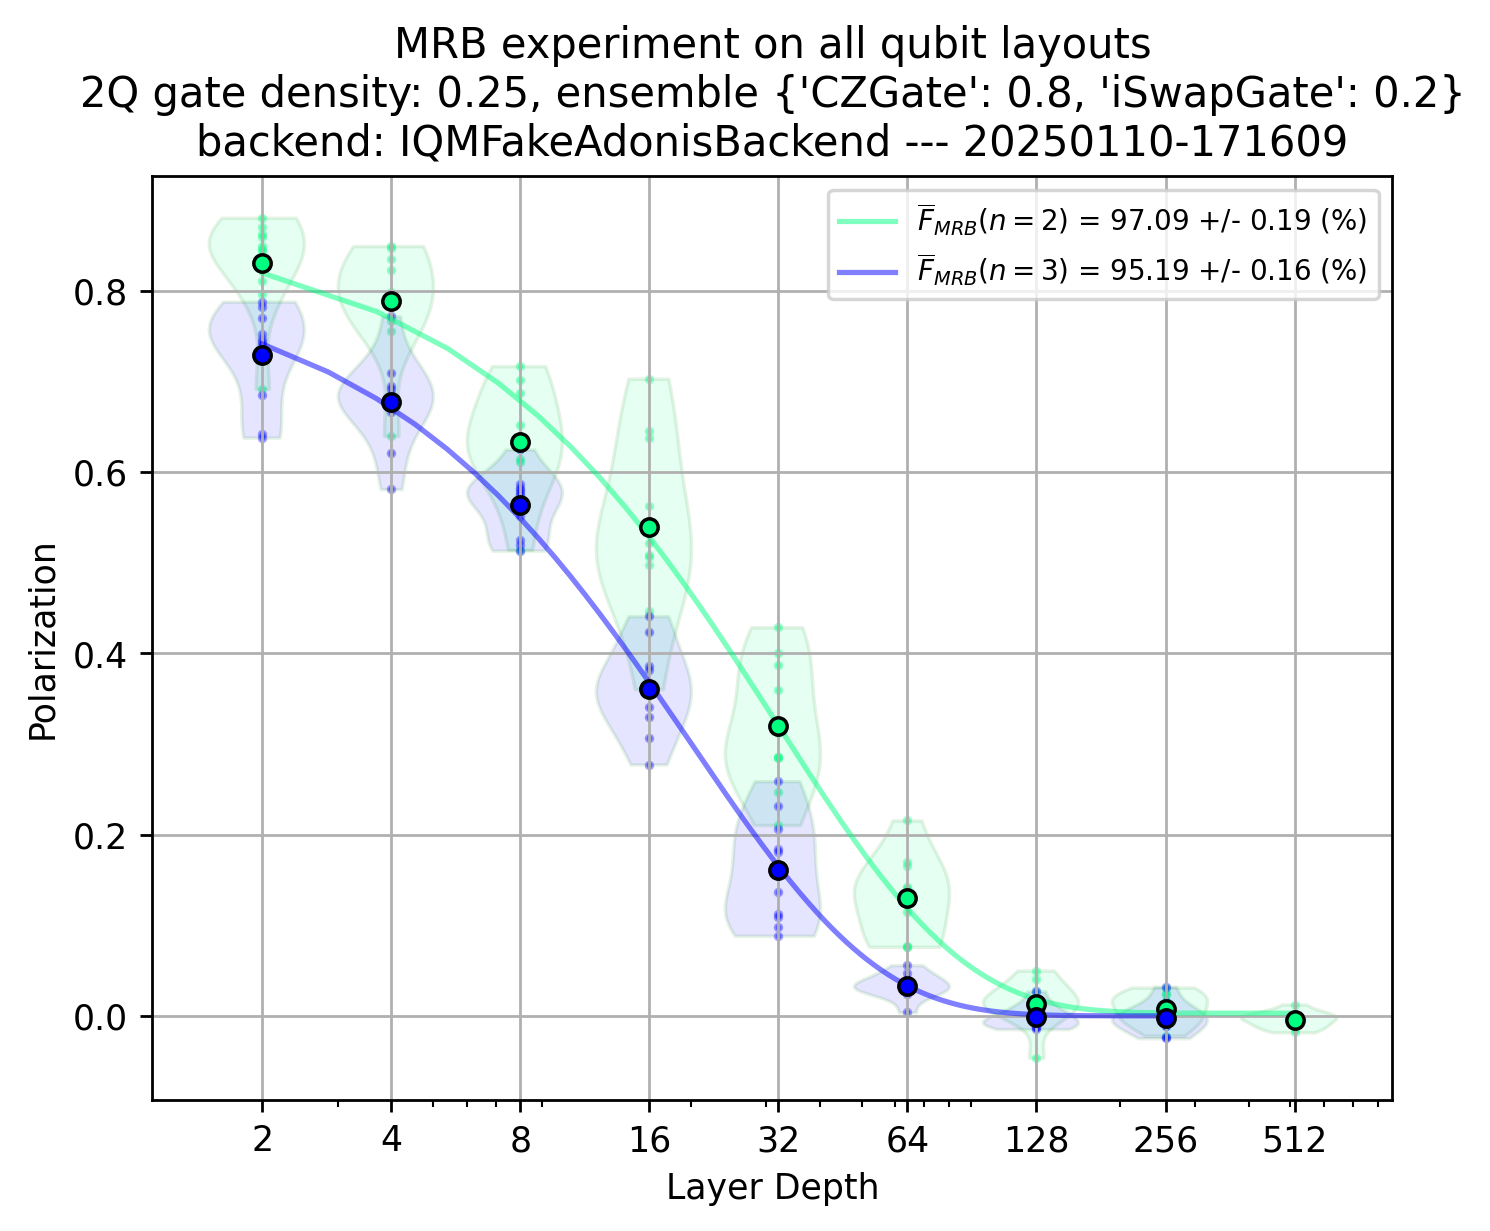 MRB experiment on all qubit layouts
2Q gate density: 0.25, ensemble {'CZGate': 0.8, 'iSwapGate': 0.2}
backend: IQMFakeAdonisBackend --- 20250110-171609
F̅_MRB(n = 2) = 97.09 +/- 0.19 (%)
F̅_MRB(n = 3) = 95.19 +/- 0.16 (%)
Polarization
0.8
0.6
0.4
0.2
0.0
2 4 8 16 32 64 128 256 512
Layer Depth